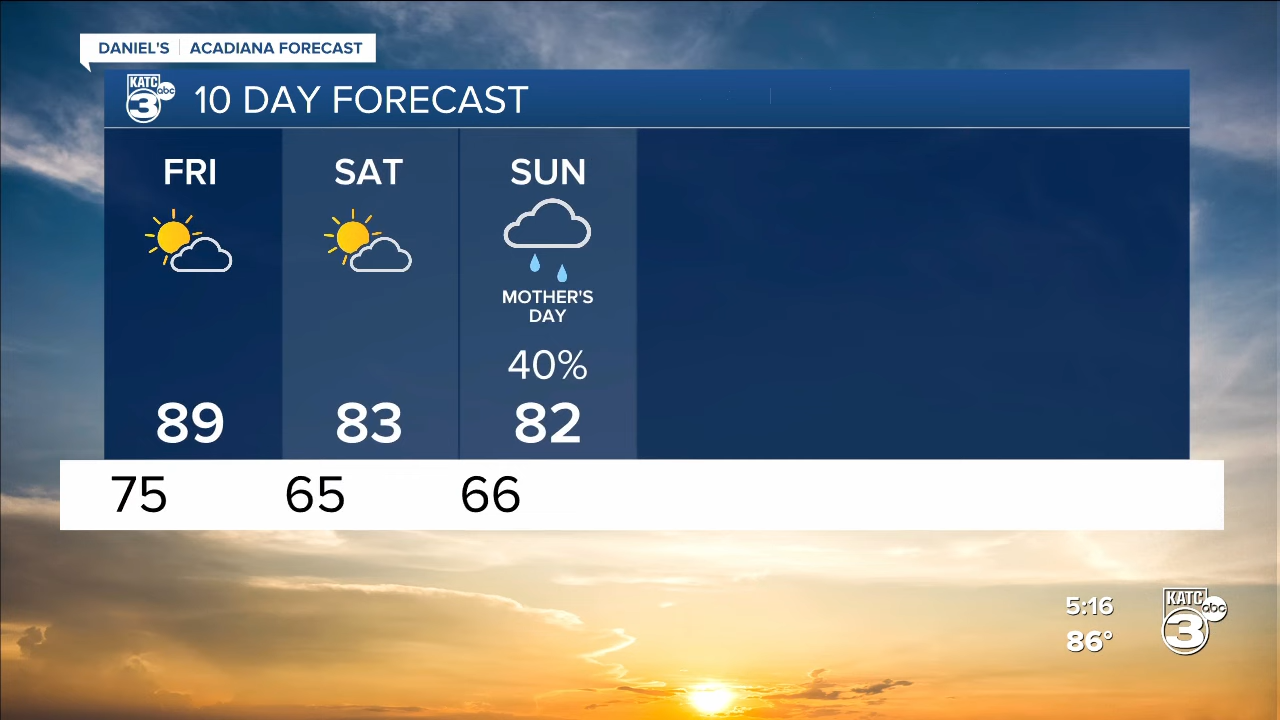 DANIEL'S | ACADIANA FORECAST
KATC 3 abc
10 DAY FORECAST
FRI SAT SUN
MOTHER'S
DAY
40%
89 83 82
75 65 66
5:16
86°
KATC 3 abc